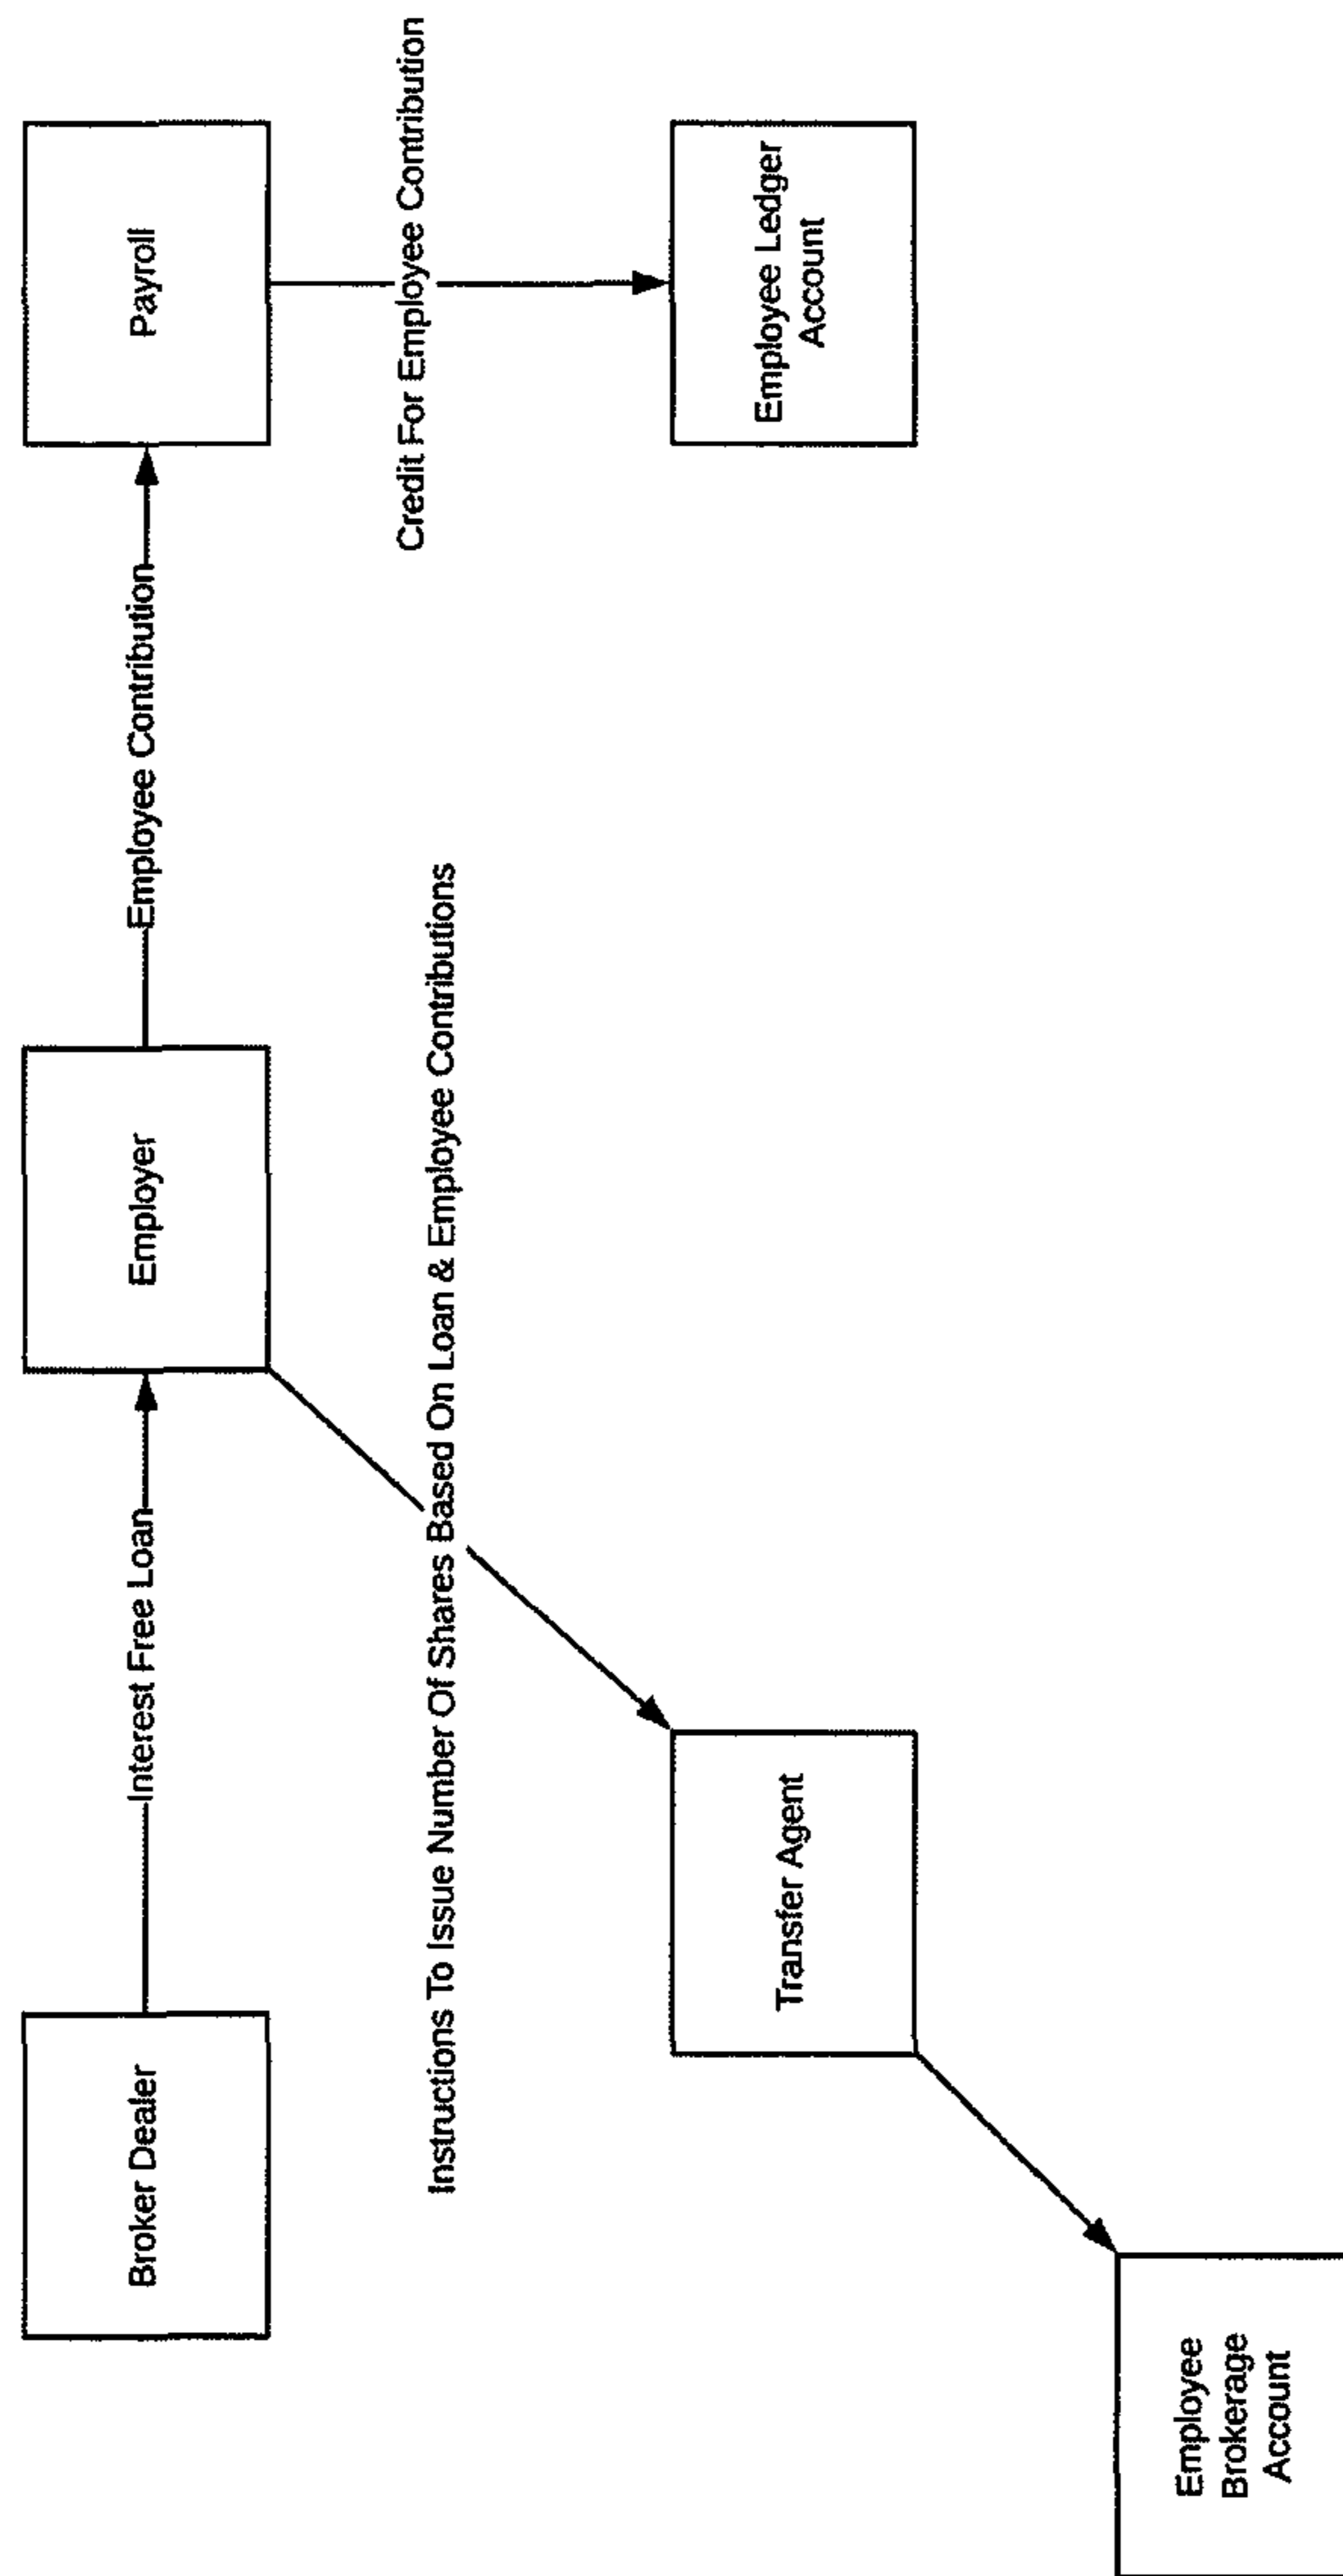 Broker Dealer
Interest Free Loan
Employer
Employee Contribution
Payroll
Instructions To Issue Number Of Shares Based On Loan & Employee Contributions
Credit For Employee Contribution
Transfer Agent
Employee Ledger
Account
Employee
Brokerage
Account